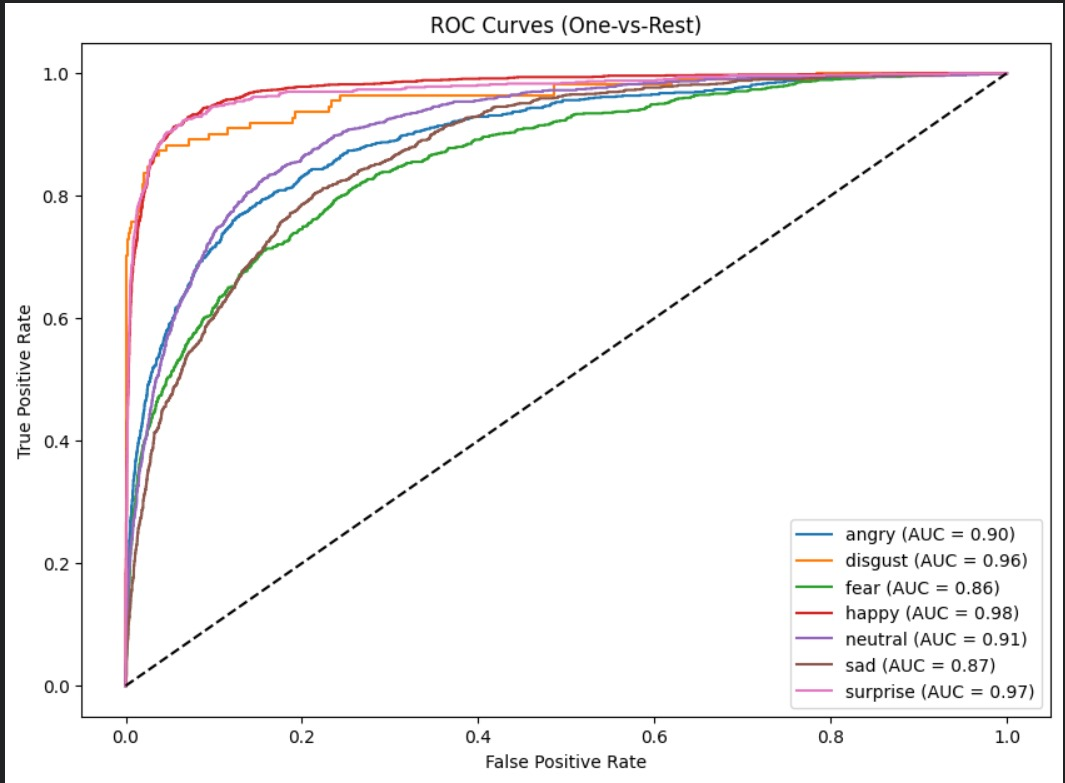 ROC Curves (One-vs-Rest)
1.0
0.8
0.6
0.4
0.2
0.0
True Positive Rate
0.0 0.2 0.4 0.6 0.8 1.0
False Positive Rate
angry (AUC = 0.90)
disgust (AUC = 0.96)
fear (AUC = 0.86)
happy (AUC = 0.98)
neutral (AUC = 0.91)
sad (AUC = 0.87)
surprise (AUC = 0.97)